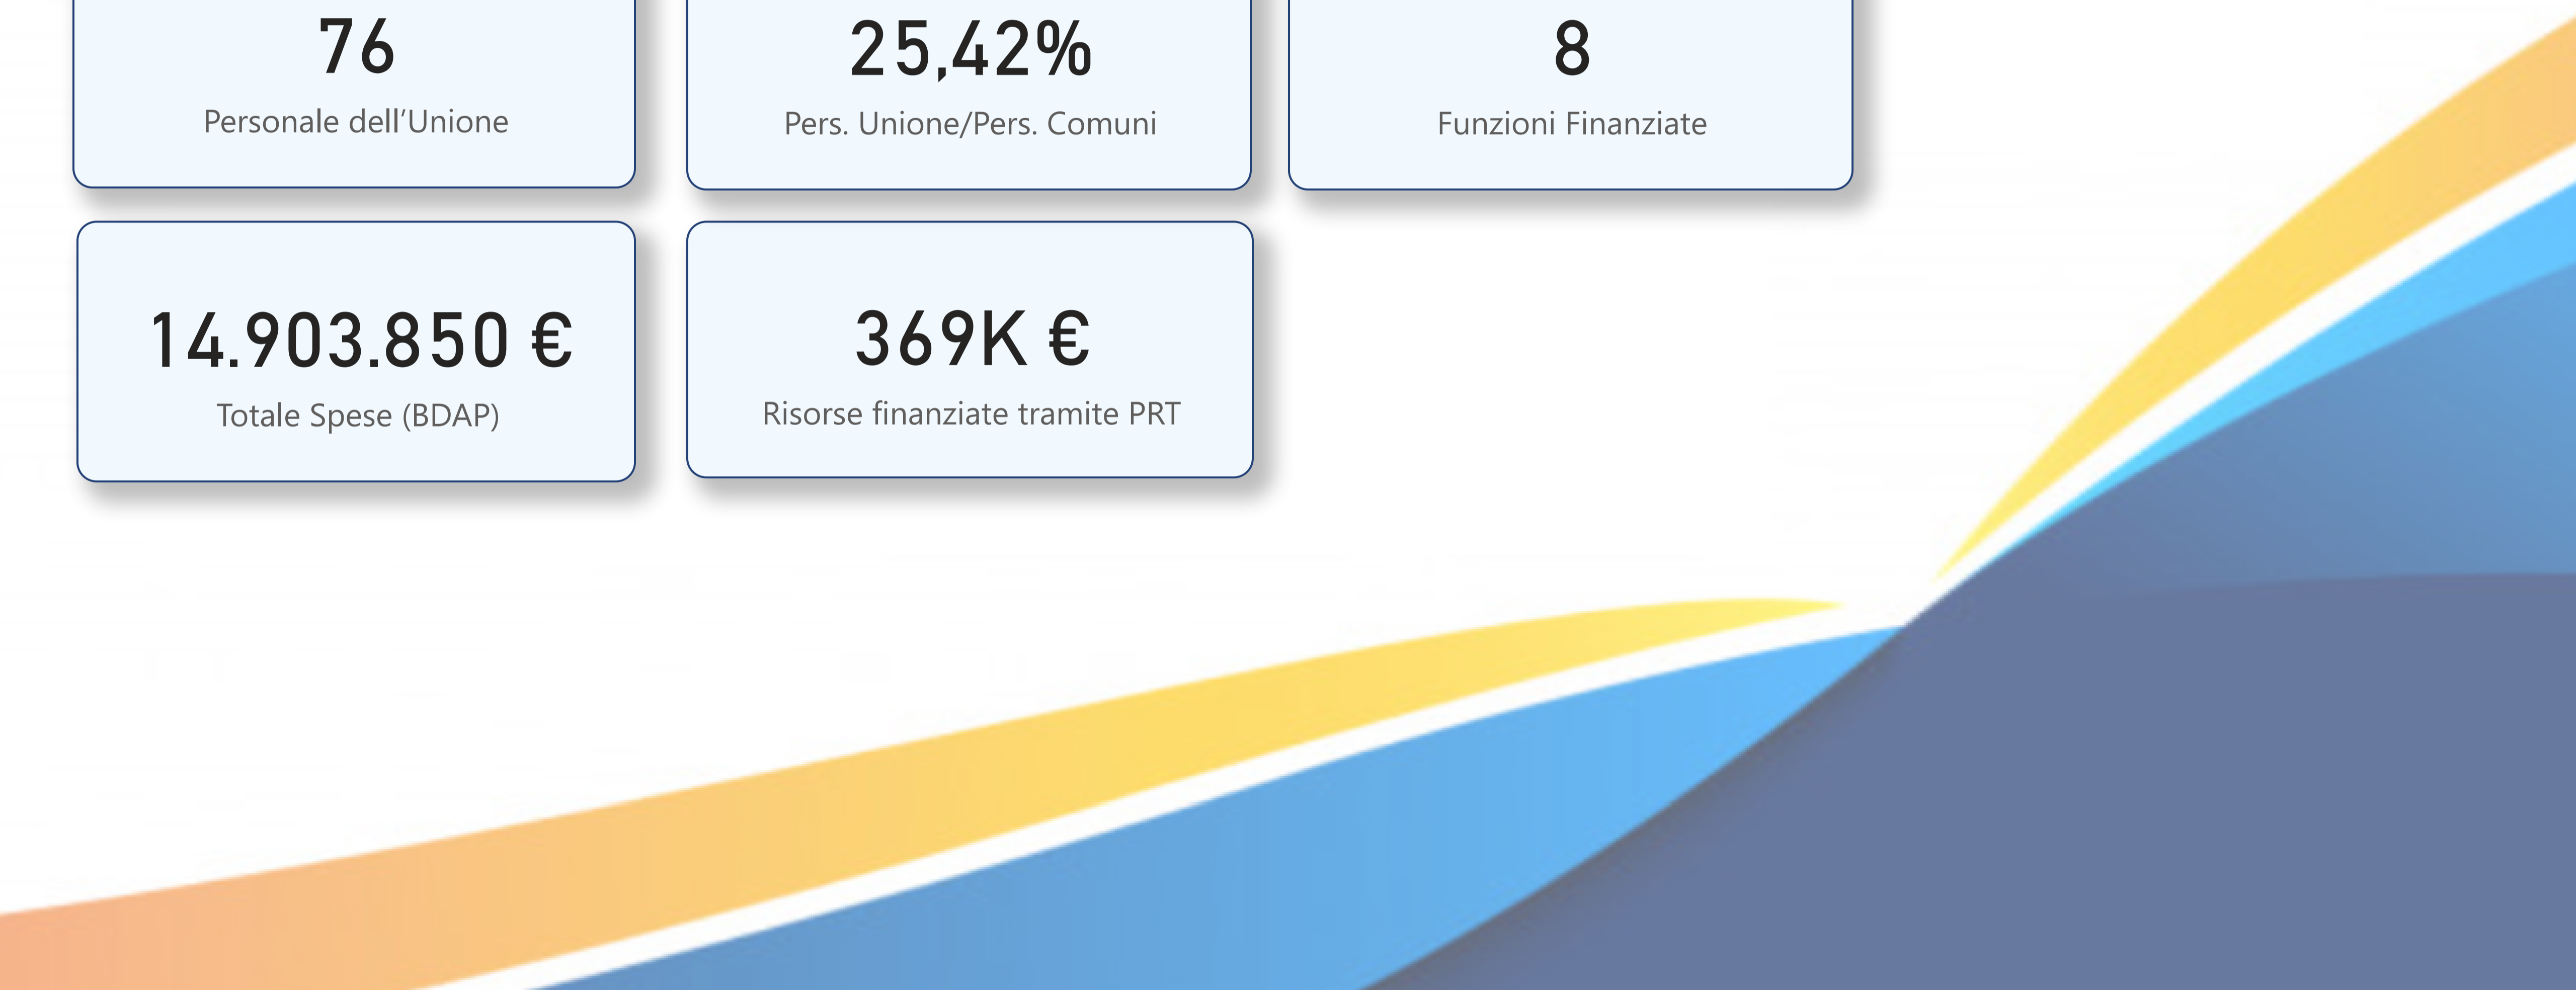 76
Personale dell'Unione
25,42%
Pers. Unione/Pers. Comuni
8
Funzioni Finanziate
14.903.850 €
Totale Spese (BDAP)
369K €
Risorse finanziate tramite PRT